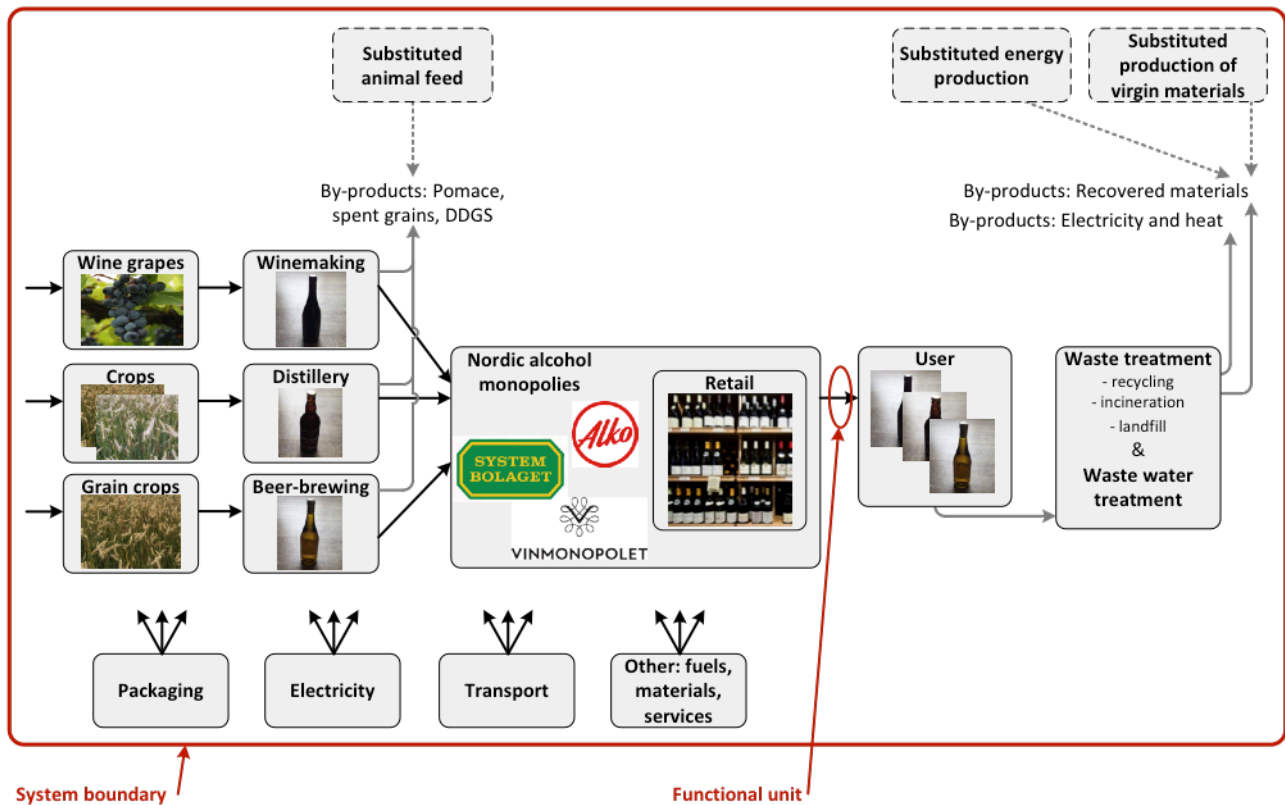 Substituted
animal feed
Substituted energy
production
Substituted
production of
virgin materials
By-products: Pomace,
spent grains, DDGS
By-products: Recovered materials
By-products: Electricity and heat
Wine grapes
Winemaking
Crops
Distillery
Grain crops
Beer-brewing
Nordic alcohol
monopolies
Retail
Alko
SYSTEM
BOLAGET
VINMONOPOLET
User
Waste treatment
- recycling
- incineration
- landfill
&
Waste water
treatment
Packaging
Electricity
Transport
Other: fuels,
materials,
services
System boundary
Functional unit